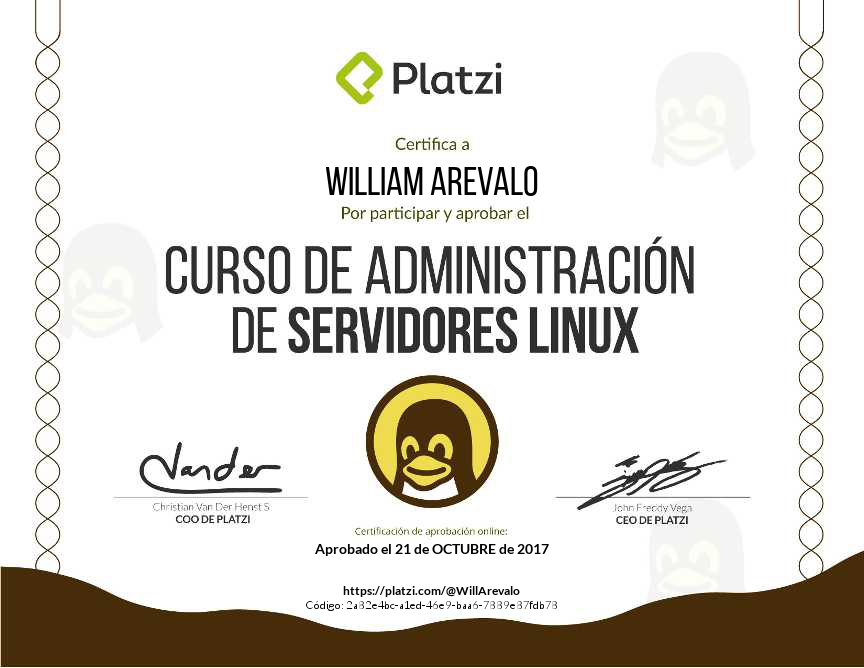 Platzi
Certifica a
WILLIAM AREVALO
Por participar y aprobar el
CURSO DE ADMINISTRACIÓN
DE SERVIDORES LINUX
Vander
Christian Van Der Henst S
COO DE PLATZI
John Freddy Vega
CEO DE PLATZI
Certificación de aprobación online:
Aprobado el 21 de OCTUBRE de 2017
https://platzi.com/@WillArevalo
Código: 2a82e4bc-a1ed-46e9-baa6-7889e87fdb78